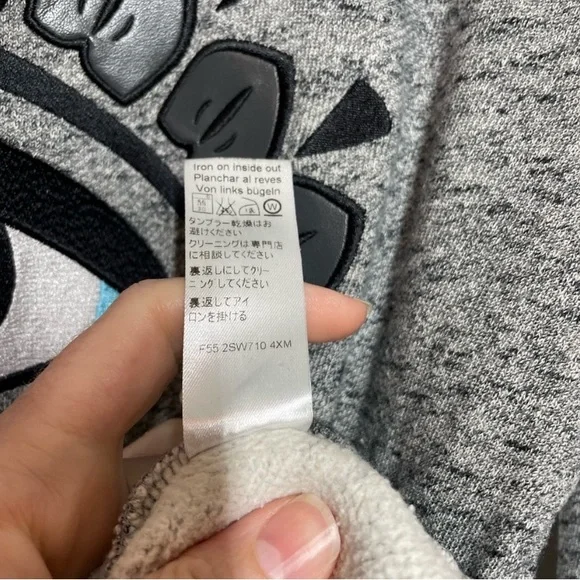 Iron on inside out
Planchar al reves
Von links bügeln
W
タンブラー乾燥はお
避けください
クリーニングは専門店
に相談してください
裏返しにしてクリー
ニングしてください
裏返してアイ
ロンを掛ける
F55 2SW710 4XM